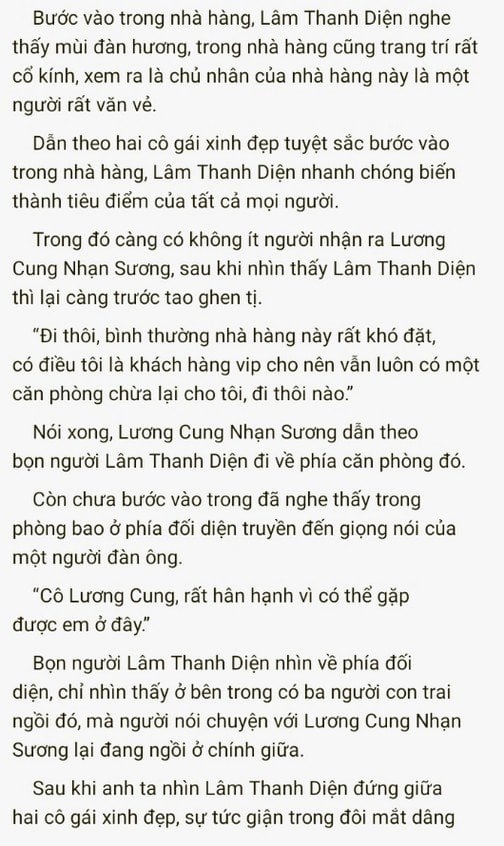 Bước vào trong nhà hàng, Lâm Thanh Diện nghe
thấy mùi đàn hương, trong nhà hàng cũng trang trí rất
cổ kính, xem ra là chủ nhân của nhà hàng này là một
người rất văn vẻ.
Dẫn theo hai cô gái xinh đẹp tuyệt sắc bước vào
trong nhà hàng, Lâm Thanh Diện nhanh chóng biến
thành tiêu điểm của tất cả mọi người.
Trong đó càng có không ít người nhận ra Lương
Cung Nhạn Sương, sau khi nhìn thấy Lâm Thanh Diện
thì lại càng trước tao ghen tị.
“Đi thôi, bình thường nhà hàng này rất khó đặt,
có điều tôi là khách hàng vip cho nên vẫn luôn có một
căn phòng chừa lại cho tôi, đi thôi nào.”
Nói xong, Lương Cung Nhạn Sương dẫn theo
bọn người Lâm Thanh Diện đi về phía căn phòng đó.
Còn chưa bước vào trong đã nghe thấy trong
phòng bao ở phía đối diện truyền đến giọng nói của
một người đàn ông.
“Cô Lương Cung, rất hân hạnh vì có thể gặp
được em ở đây.”
Bọn người Lâm Thanh Diện nhìn về phía đối
diện, chỉ nhìn thấy ở bên trong có ba người con trai
ngồi đó, mà người nói chuyện với Lương Cung Nhạn
Sương lại đang ngồi ở chính giữa.
Sau khi anh ta nhìn Lâm Thanh Diện đứng giữa
hai cô gái xinh đẹp, sự tức giận trong đôi mắt dâng